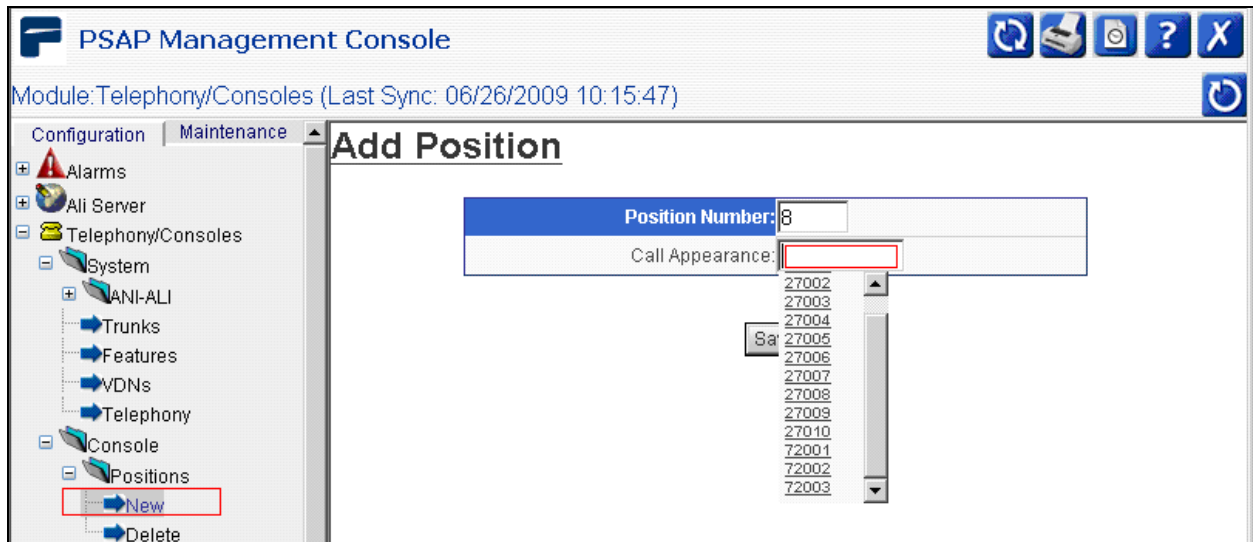 PSAP Management Console
Module:Telephony/Consoles (Last Sync: 06/26/2009 10:15:47)
Configuration
Maintenance
Alarms
Ali Server
Telephony/Consoles
System
ANI-ALI
Trunks
Features
VDNs
Telephony
Console
Positions
New
Delete
Add Position
Position Number: 8
Call Appearance:
27002
27003
27004
27005
27006
27007
27008
27009
27010
72001
72002
72003